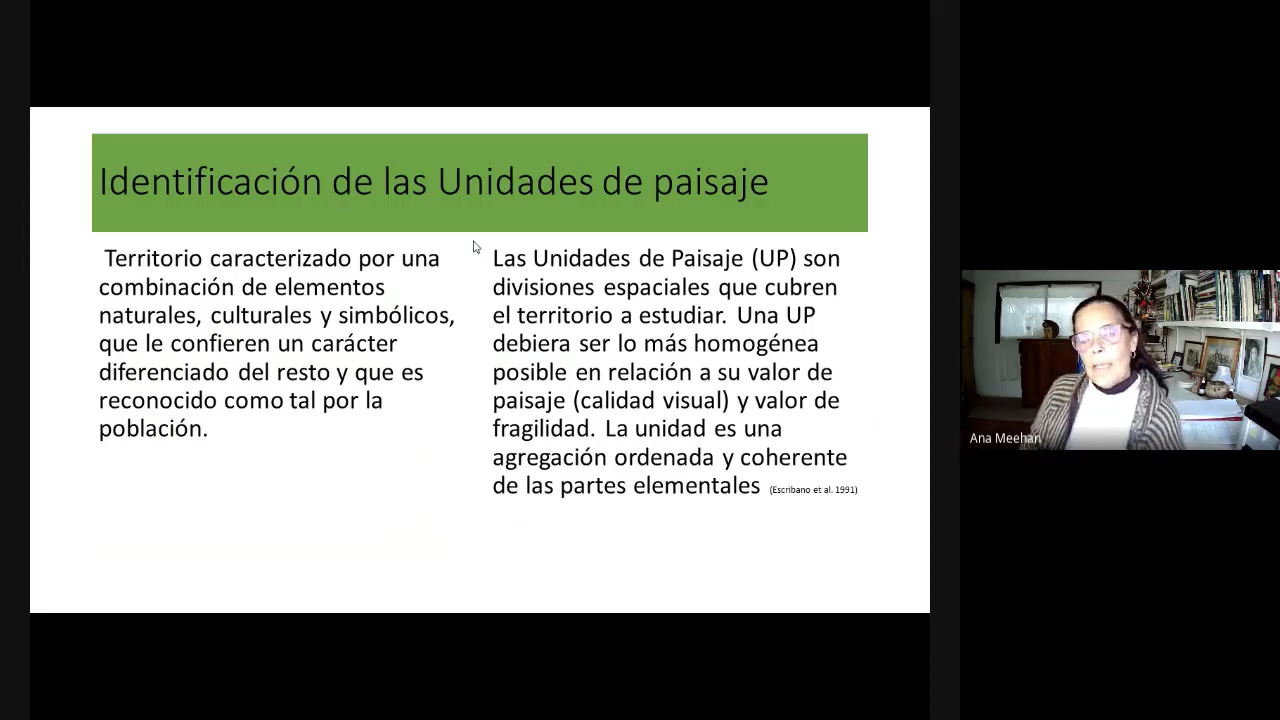 Identificación de las Unidades de paisaje
Territorio caracterizado por una
combinación de elementos
naturales, culturales y simbólicos,
que le confieren un carácter
diferenciado del resto y que es
reconocido como tal por la
población.
Las Unidades de Paisaje (UP) son
divisiones espaciales que cubren
el territorio a estudiar. Una UP
debiera ser lo más homogénea
posible en relación a su valor de
paisaje (calidad visual) y valor de
fragilidad. La unidad es una
agregación ordenada y coherente
de las partes elementales (Escribano et al. 1991)
Ana Meehan